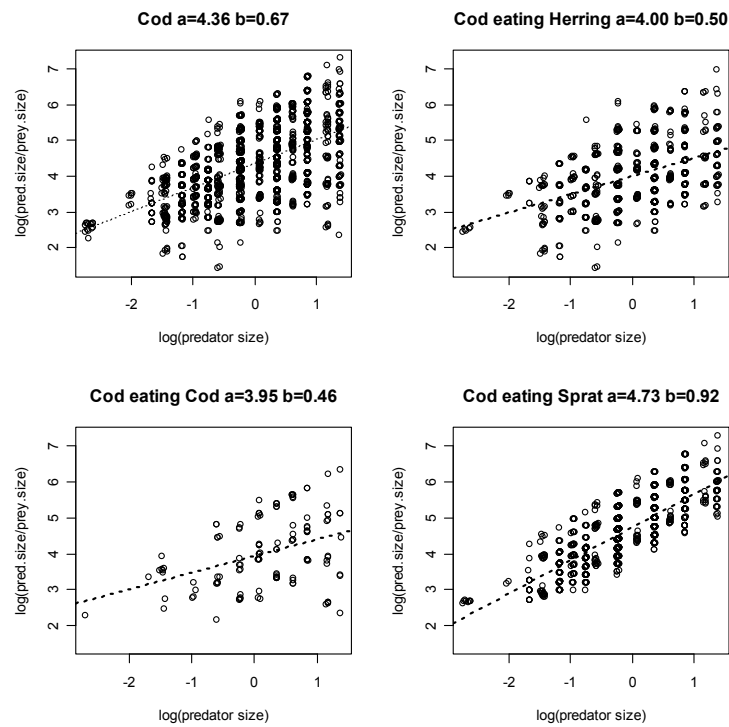 Cod a=4.36 b=0.67
log(pred.size/prey.size)
7
6
5
4
3
2
-2 -1 0 1
log(predator size)
Cod eating Herring a=4.00 b=0.50
log(pred.size/prey.size)
7
6
5
4
3
2
-2 -1 0 1
log(predator size)
Cod eating Cod a=3.95 b=0.46
log(pred.size/prey.size)
7
6
5
4
3
2
-2 -1 0 1
log(predator size)
Cod eating Sprat a=4.73 b=0.92
log(pred.size/prey.size)
7
6
5
4
3
2
-2 -1 0 1
log(predator size)